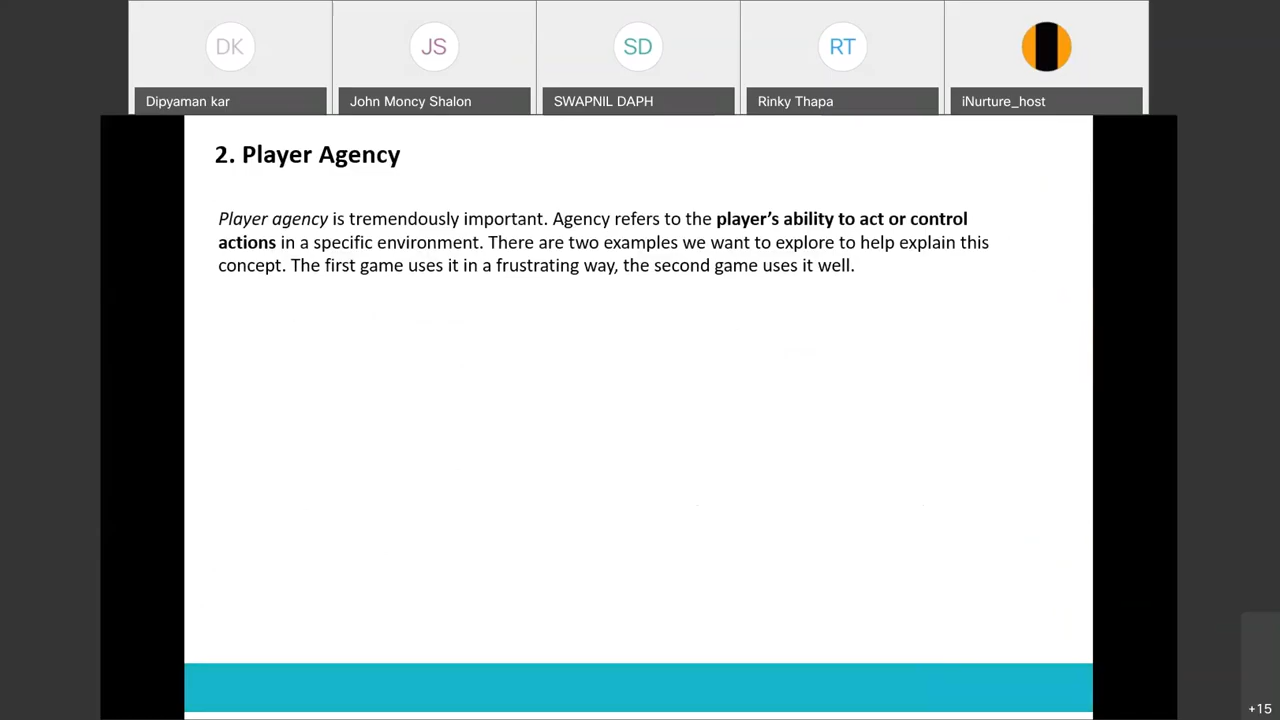 DK
JS
SD
RT
Dipyaman kar
John Moncy Shalon
SWAPNIL DAPH
Rinky Thapa
iNurture_host
2. Player Agency
Player agency is tremendously important. Agency refers to the player’s ability to act or control
actions in a specific environment. There are two examples we want to explore to help explain this
concept. The first game uses it in a frustrating way, the second game uses it well.
+15